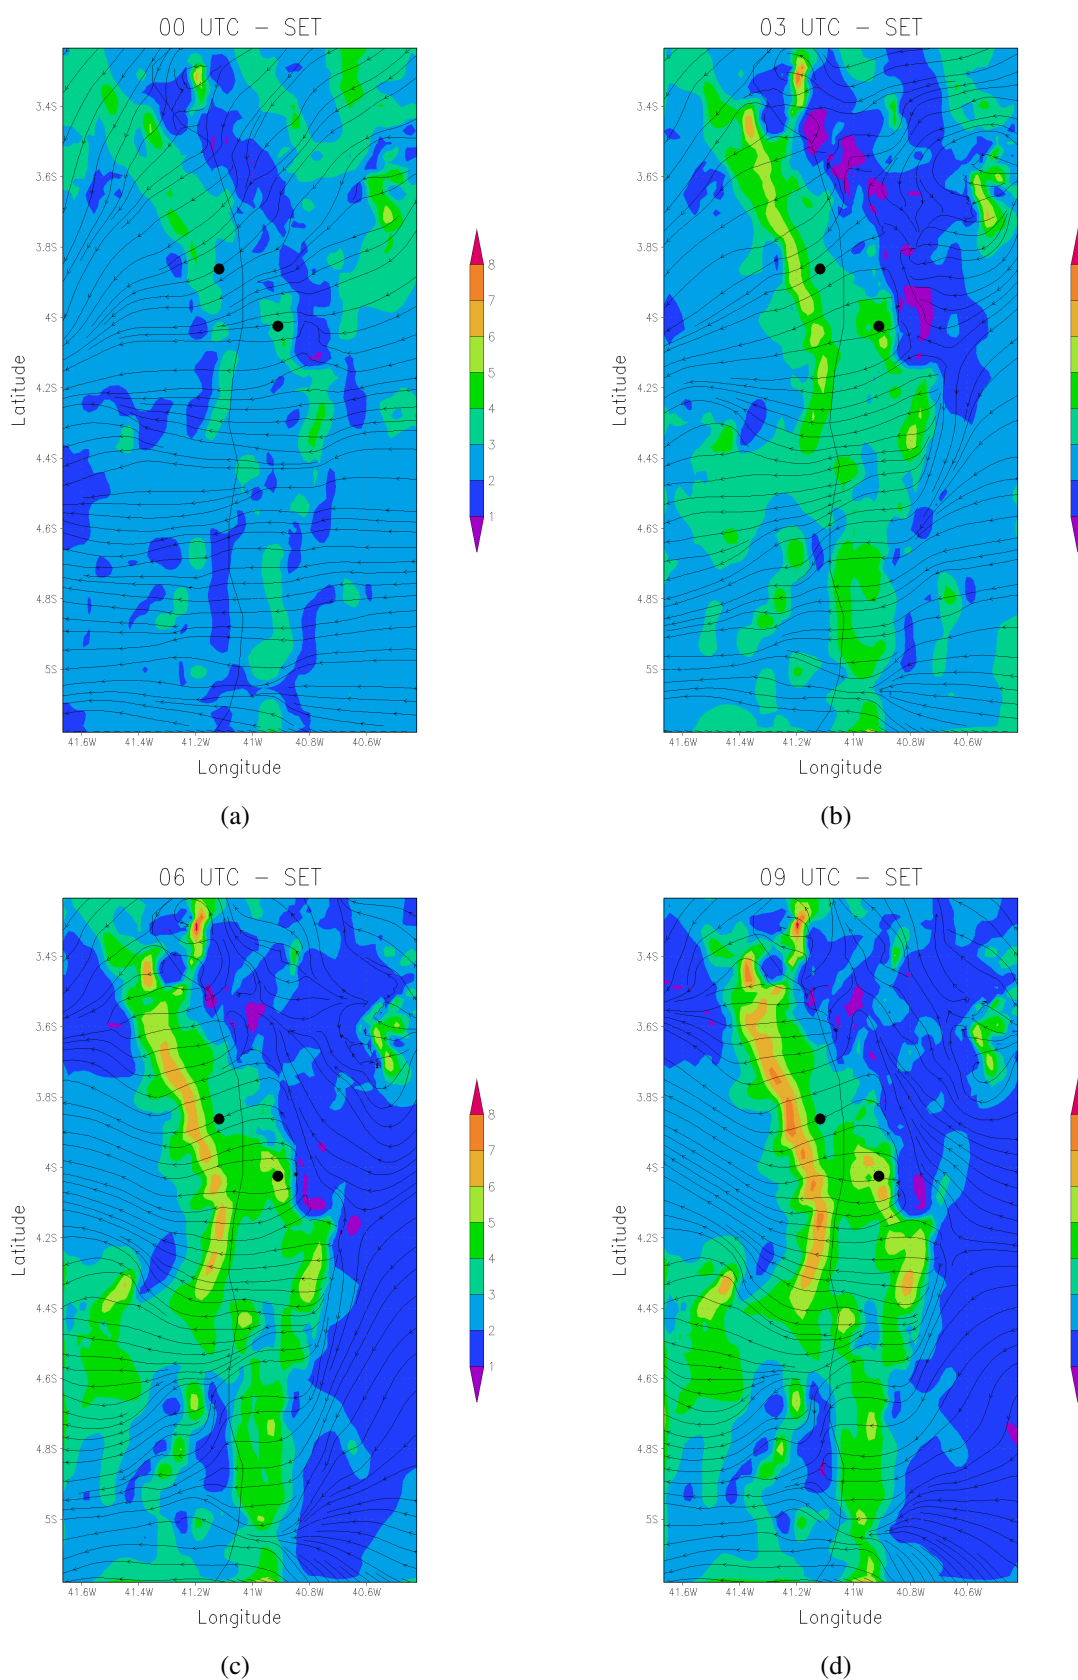 00 UTC – SET
03 UTC – SET
3.4S
3.6S
3.8S
4S
4.2S
4.4S
4.6S
4.8S
5S
Latitude
41.6W 41.4W 41.2W 41W 40.8W 40.6W
Longitude
8
7
6
5
4
3
2
1
3.4S
3.6S
3.8S
4S
4.2S
4.4S
4.6S
4.8S
5S
Latitude
41.6W 41.4W 41.2W 41W 40.8W 40.6W
Longitude
(a)
(b)
06 UTC – SET
09 UTC – SET
3.4S
3.6S
3.8S
4S
4.2S
4.4S
4.6S
4.8S
5S
Latitude
41.6W 41.4W 41.2W 41W 40.8W 40.6W
Longitude
8
7
6
5
4
3
2
1
3.4S
3.6S
3.8S
4S
4.2S
4.4S
4.6S
4.8S
5S
Latitude
41.6W 41.4W 41.2W 41W 40.8W 40.6W
Longitude
(c)
(d)